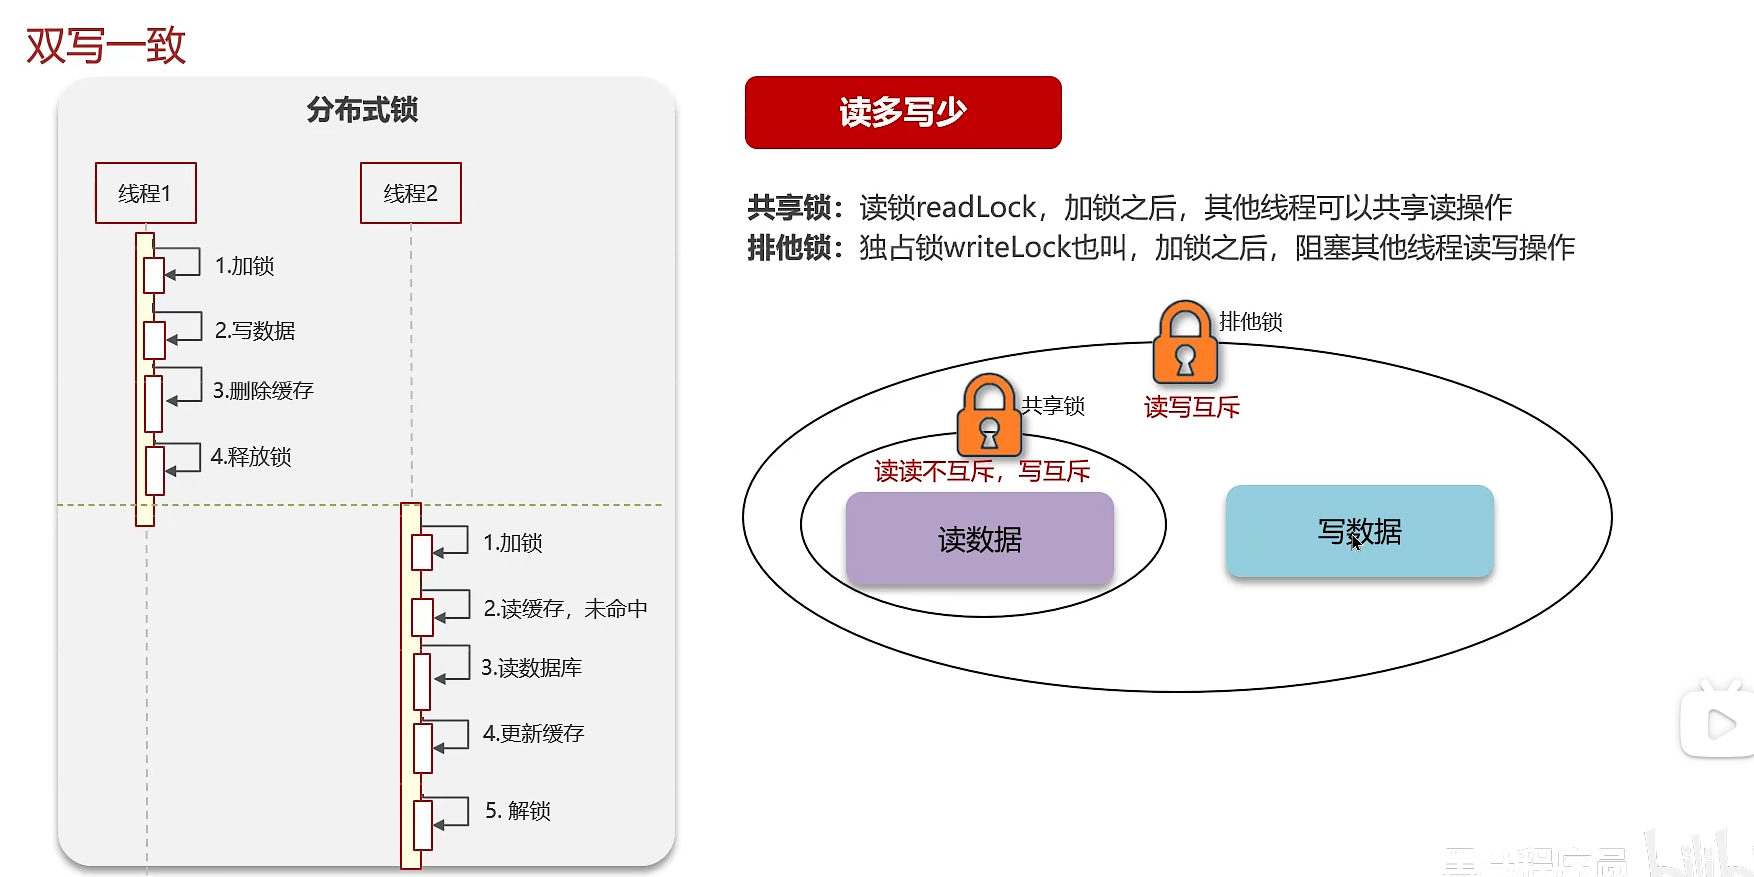 双写一致
分布式锁
线程1
线程2
1.加锁
2.写数据
3.删除缓存
4.释放锁
1.加锁
2.读缓存，未命中
3.读数据库
4.更新缓存
5. 解锁
读多写少
共享锁：读锁readLock，加锁之后，其他线程可以共享读操作
排他锁：独占锁writeLock也叫，加锁之后，阻塞其他线程读写操作
排他锁
读写互斥
共享锁
读读不互斥，写互斥
读数据
写数据